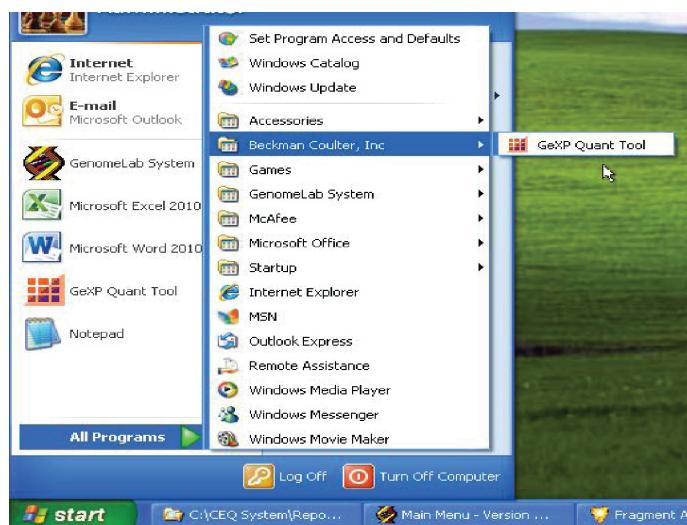 Internet
Internet Explorer
E-mail
Microsoft Outlook
GenomeLab System
Microsoft Excel 2010
Microsoft Word 2010
GeXP Quant Tool
Notepad
All Programs
Set Program Access and Defaults
Windows Catalog
Windows Update
Accessories
Beckman Coulter, Inc
Games
GenomeLab System
McAfee
Microsoft Office
Startup
Internet Explorer
MSN
Outlook Express
Remote Assistance
Windows Media Player
Windows Messenger
Windows Movie Maker
GeXP Quant Tool
Log Off
Turn Off Computer
start
C:\CEQ System\Repo...
Main Menu - Version ...
Fragment A